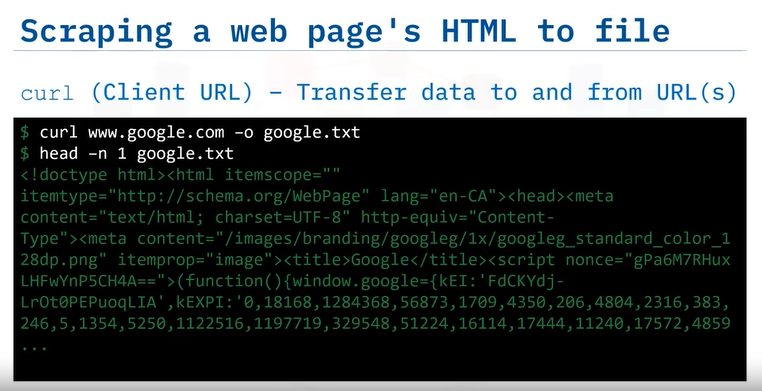 Scraping a web page's HTML to file
curl (Client URL) – Transfer data to and from URL(s)
$ curl www.google.com –o google.txt
$ head –n 1 google.txt
<!doctype html><html itemscope=""
itemtype="http://schema.org/WebPage" lang="en-CA"><head><meta
content="text/html; charset=UTF-8" http-equiv="Content-
Type"><meta content="/images/branding/googleg/1x/googleg_standard_color_1
28dp.png" itemprop="image"><title>Google</title><script nonce="gPa6M7RHux
LHFwYnP5CH4A==">(function(){window.google={kEI:'FdCKYdj-
LrOt0PEPuoqLIA',kEXPI:'0,18168,1284368,56873,1709,4350,206,4804,2316,383,
246,5,1354,5250,1122516,1197719,329548,51224,16114,17444,11240,17572,4859
...